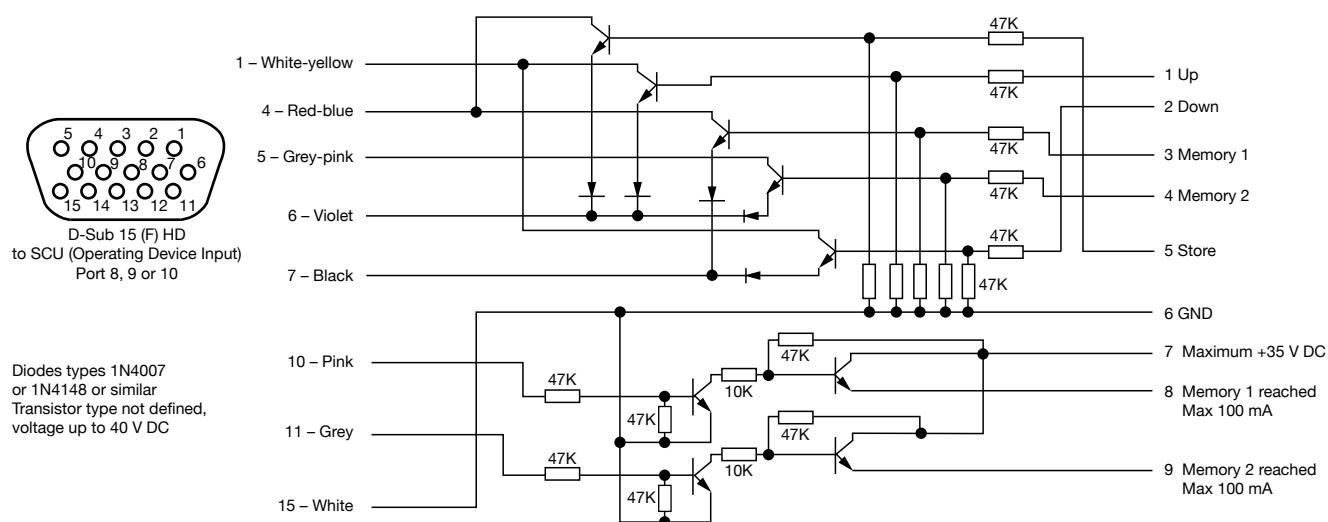 5 4 3 2 1
10 9 8 7 6
15 14 13 12 11
D-Sub 15 (F) HD
to SCU (Operating Device Input)
Port 8, 9 or 10
Diodes types 1N4007
or 1N4148 or similar
Transistor type not defined,
voltage up to 40 V DC
1 – White-yellow
4 – Red-blue
5 – Grey-pink
6 – Violet
7 – Black
10 – Pink
11 – Grey
15 – White
47K
47K
47K
47K
47K
47K
47K
47K
10K
47K
47K
47K
10K
47K
1 Up
2 Down
3 Memory 1
4 Memory 2
5 Store
6 GND
7 Maximum +35 V DC
8 Memory 1 reached
Max 100 mA
9 Memory 2 reached
Max 100 mA